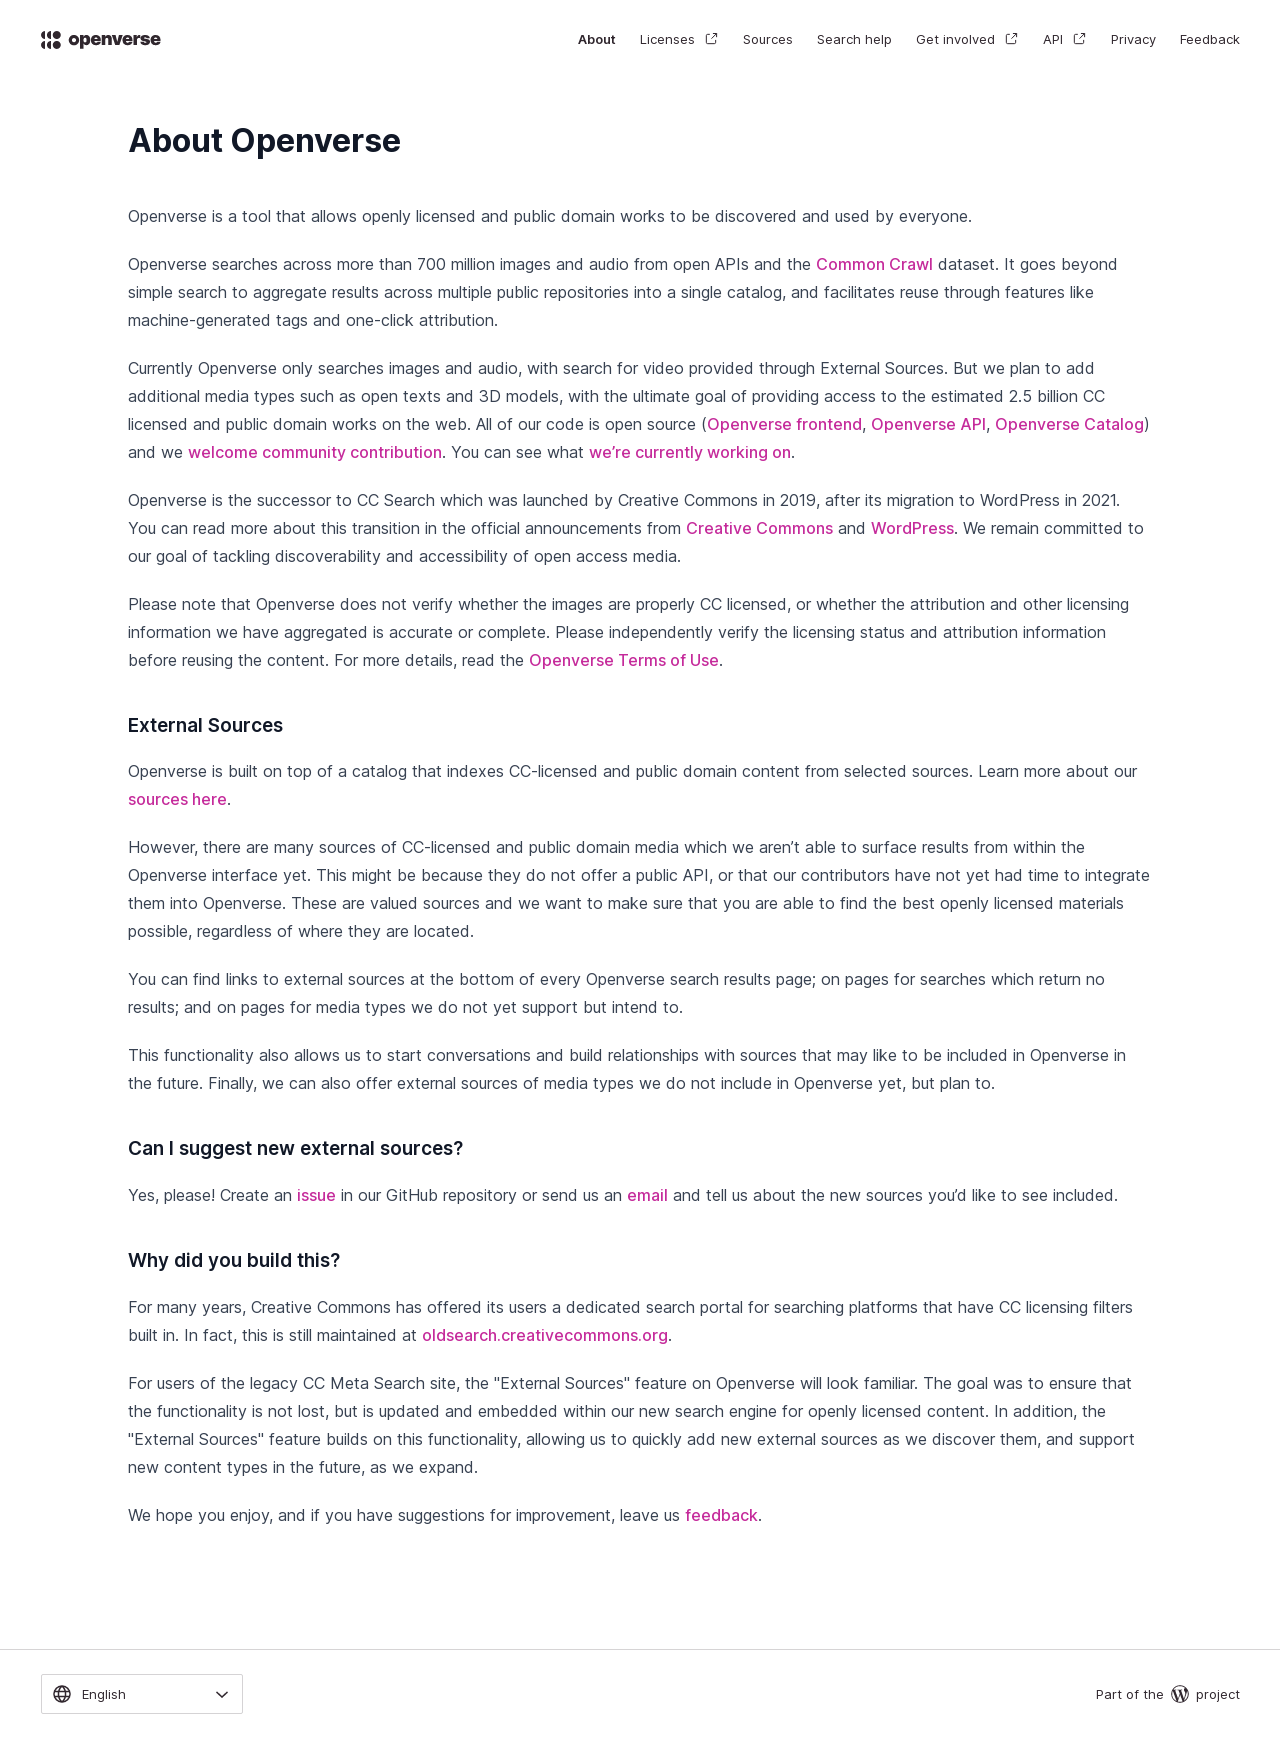 openverse
About Licenses Sources Search help Get involved API Privacy Feedback
About Openverse
Openverse is a tool that allows openly licensed and public domain works to be discovered and used by everyone.
Openverse searches across more than 700 million images and audio from open APIs and the Common Crawl dataset. It goes beyond
simple search to aggregate results across multiple public repositories into a single catalog, and facilitates reuse through features like
machine-generated tags and one-click attribution.
Currently Openverse only searches images and audio, with search for video provided through External Sources. But we plan to add
additional media types such as open texts and 3D models, with the ultimate goal of providing access to the estimated 2.5 billion CC
licensed and public domain works on the web. All of our code is open source (Openverse frontend, Openverse API, Openverse Catalog)
and we welcome community contribution. You can see what we’re currently working on.
Openverse is the successor to CC Search which was launched by Creative Commons in 2019, after its migration to WordPress in 2021.
You can read more about this transition in the official announcements from Creative Commons and WordPress. We remain committed to
our goal of tackling discoverability and accessibility of open access media.
Please note that Openverse does not verify whether the images are properly CC licensed, or whether the attribution and other licensing
information we have aggregated is accurate or complete. Please independently verify the licensing status and attribution information
before reusing the content. For more details, read the Openverse Terms of Use.
External Sources
Openverse is built on top of a catalog that indexes CC-licensed and public domain content from selected sources. Learn more about our
sources here.
However, there are many sources of CC-licensed and public domain media which we aren’t able to surface results from within the
Openverse interface yet. This might be because they do not offer a public API, or that our contributors have not yet had time to integrate
them into Openverse. These are valued sources and we want to make sure that you are able to find the best openly licensed materials
possible, regardless of where they are located.
You can find links to external sources at the bottom of every Openverse search results page; on pages for searches which return no
results; and on pages for media types we do not yet support but intend to.
This functionality also allows us to start conversations and build relationships with sources that may like to be included in Openverse in
the future. Finally, we can also offer external sources of media types we do not include in Openverse yet, but plan to.
Can I suggest new external sources?
Yes, please! Create an issue in our GitHub repository or send us an email and tell us about the new sources you’d like to see included.
Why did you build this?
For many years, Creative Commons has offered its users a dedicated search portal for searching platforms that have CC licensing filters
built in. In fact, this is still maintained at oldsearch.creativecommons.org.
For users of the legacy CC Meta Search site, the "External Sources" feature on Openverse will look familiar. The goal was to ensure that
the functionality is not lost, but is updated and embedded within our new search engine for openly licensed content. In addition, the
"External Sources" feature builds on this functionality, allowing us to quickly add new external sources as we discover them, and support
new content types in the future, as we expand.
We hope you enjoy, and if you have suggestions for improvement, leave us feedback.
English
Part of the project